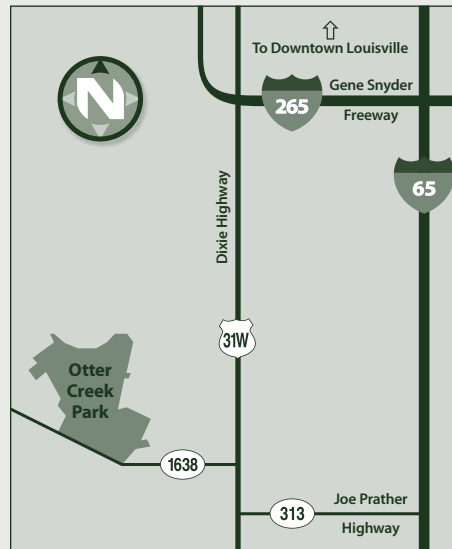 To Downtown Louisville
N
Gene Snyder
265
Freeway
65
Dixie Highway
31W
Otter
Creek
Park
1638
Joe Prather
313
Highway